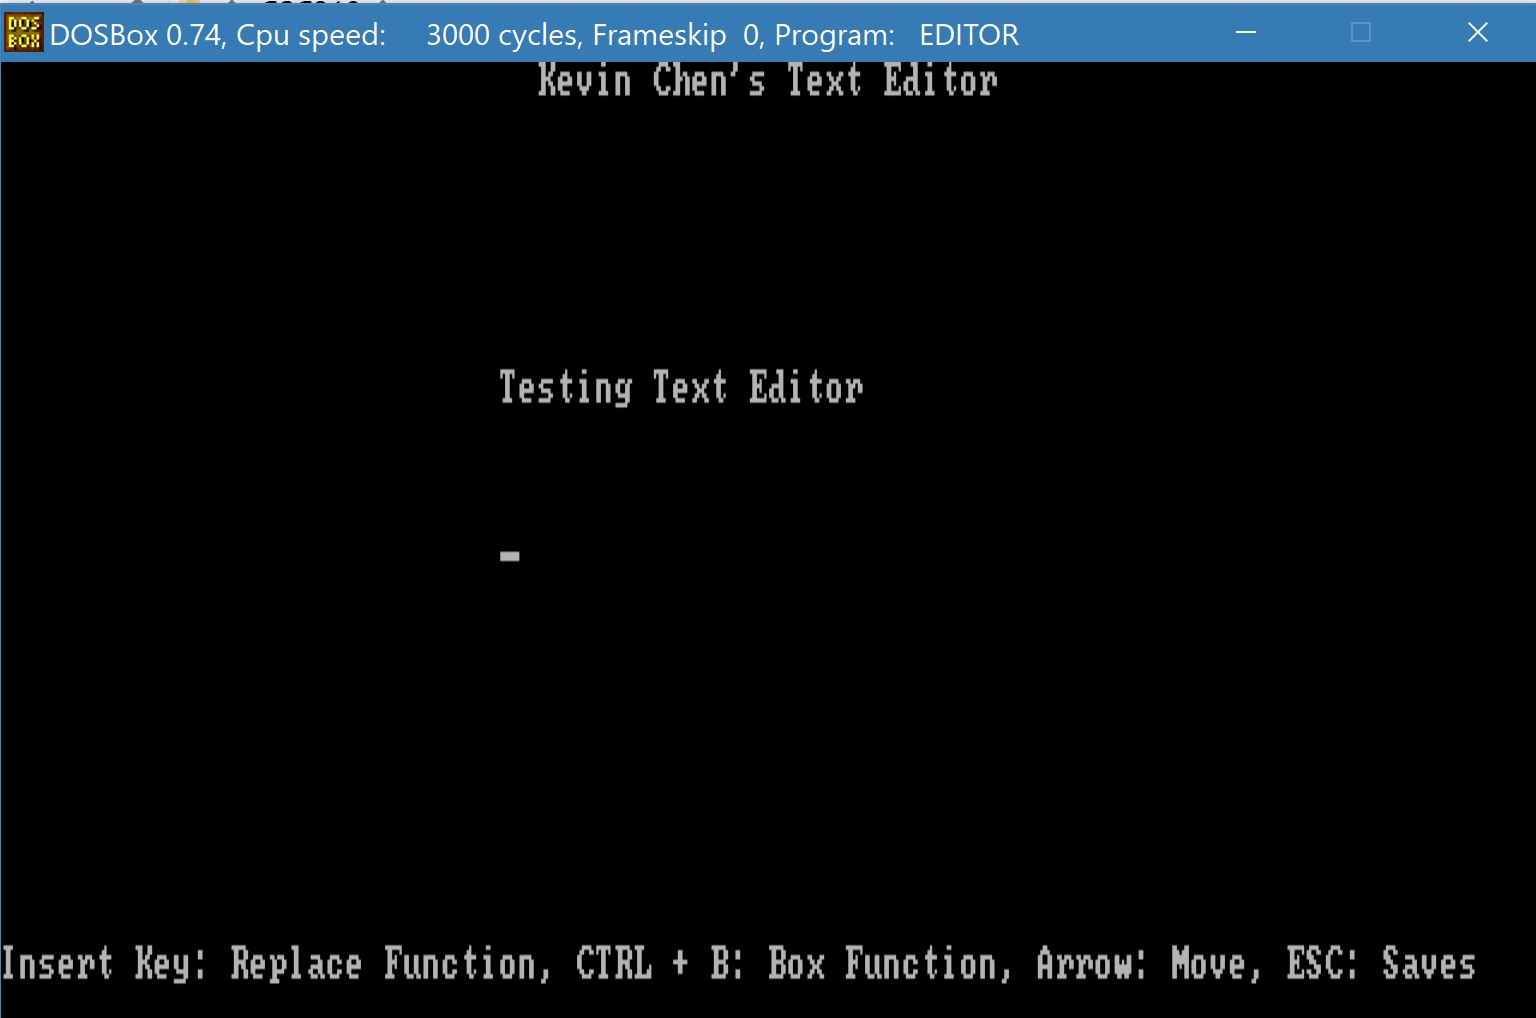 DOS
BOX
DOSBox 0.74, Cpu speed: 3000 cycles, Frameskip 0, Program: EDITOR
Kevin Chen's Text Editor
Testing Text Editor
Insert Key: Replace Function, CTRL + B: Box Function, Arrow: Move, ESC: Saves